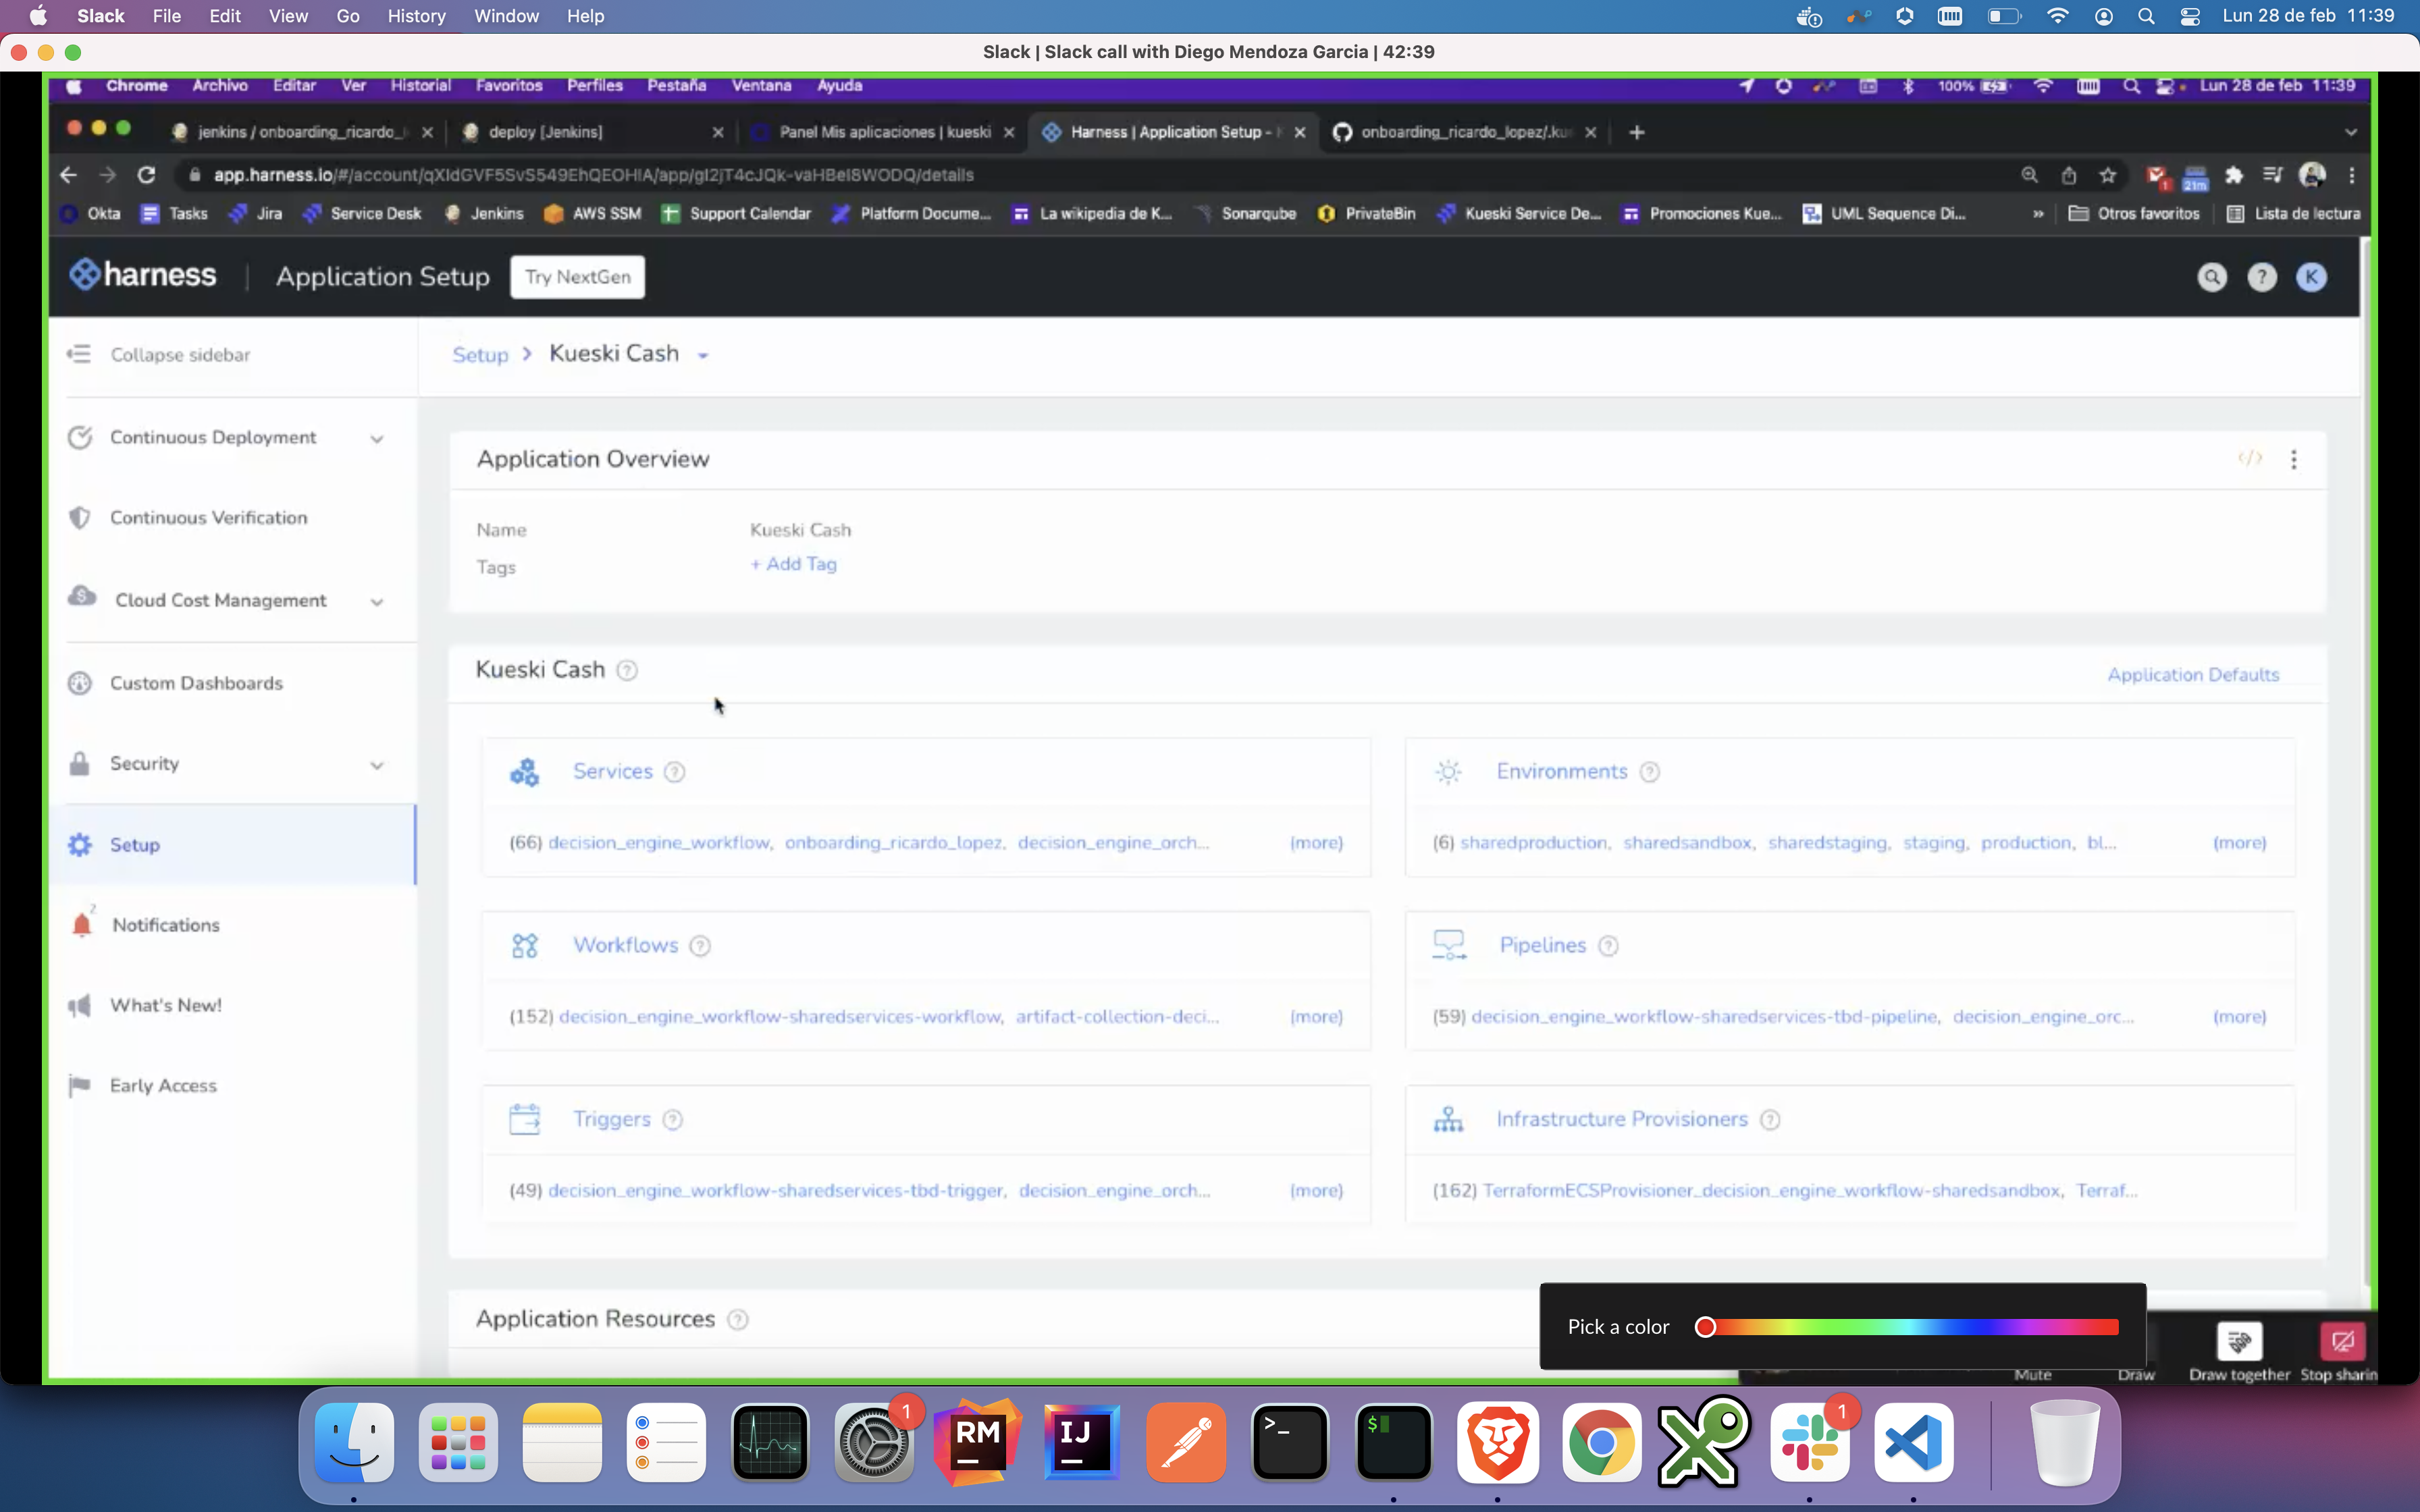 Slack File Edit View Go History Window Help Lun 28 de feb 11:39
Slack | Slack call with Diego Mendoza Garcia | 42:39
Chrome Archivo Editar Ver Historial Favoritos Perfiles Pestaña Ventana Ayuda 100% Lun 28 de feb 11:39
jenkins / onboarding_ricardo_ deploy [Jenkins] Panel Mis aplicaciones | kueski Harness | Application Setup - onboarding_ricardo_lopez/.kue
app.harness.io/#/account/qXIdGVF5SvS549EhQEOHlA/app/gI2jT4cJQk-vaHBeI8WODQ/details
1 21m
Okta Tasks Jira Service Desk Jenkins AWS SSM Support Calendar Platform Docume... La wikipedia de K... Sonarqube PrivateBin Kueski Service De... Promociones Kue... UML Sequence Di... » Otros favoritos Lista de lectura
harness Application Setup Try NextGen ? K
Collapse sidebar
Setup > Kueski Cash
Continuous Deployment
Continuous Verification
Cloud Cost Management
Custom Dashboards
Security
Setup
2
Notifications
What's New!
Early Access
Application Overview </>
Name Kueski Cash
Tags + Add Tag
Kueski Cash ? Application Defaults
Services ?
(66) decision_engine_workflow, onboarding_ricardo_lopez, decision_engine_orch... (more)
Environments ?
(6) sharedproduction, sharedsandbox, sharedstaging, staging, production, bl... (more)
Workflows ?
(152) decision_engine_workflow-sharedservices-workflow, artifact-collection-deci... (more)
Pipelines ?
(59) decision_engine_workflow-sharedservices-tbd-pipeline, decision_engine_orc... (more)
Triggers ?
(49) decision_engine_workflow-sharedservices-tbd-trigger, decision_engine_orch... (more)
Infrastructure Provisioners ?
(162) TerraformECSProvisioner_decision_engine_workflow-sharedsandbox, Terraf...
Application Resources ?
Pick a color
Mute Draw Draw together Stop sharin
1 RM IJ >_ $ 1